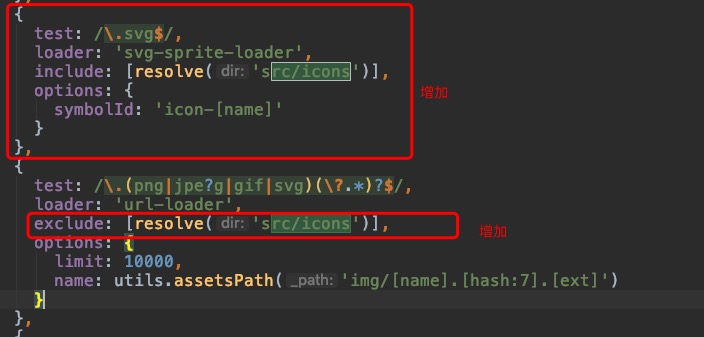 },
{
test: /\.svg$/,
loader: 'svg-sprite-loader',
include: [resolve( dir: 'src/icons')],
options: {
symbolId: 'icon-[name]'
}
},
增加
{
test: /\.(png|jpe?g|gif|svg)(\?.*)?$/,
loader: 'url-loader',
exclude: [resolve( dir: 'src/icons')],
增加
options: {
limit: 10000,
name: utils.assetsPath( _path: 'img/[name].[hash:7].[ext]')
}
},
{